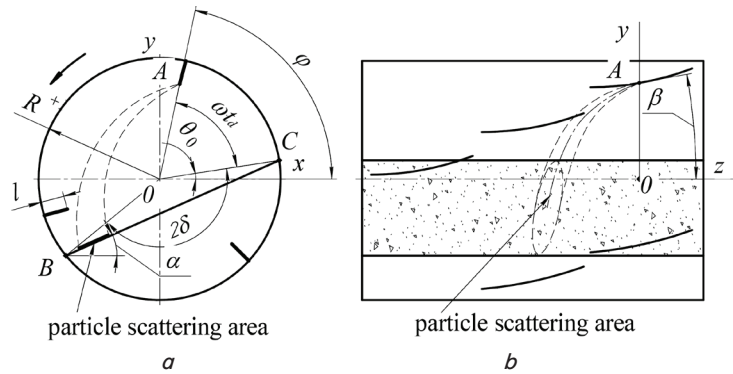 y
A
φ
R
+
ωt_d
θ_0
C
x
l
0
2δ
B
α
particle scattering area
a
y
A
β
0
z
particle scattering area
b